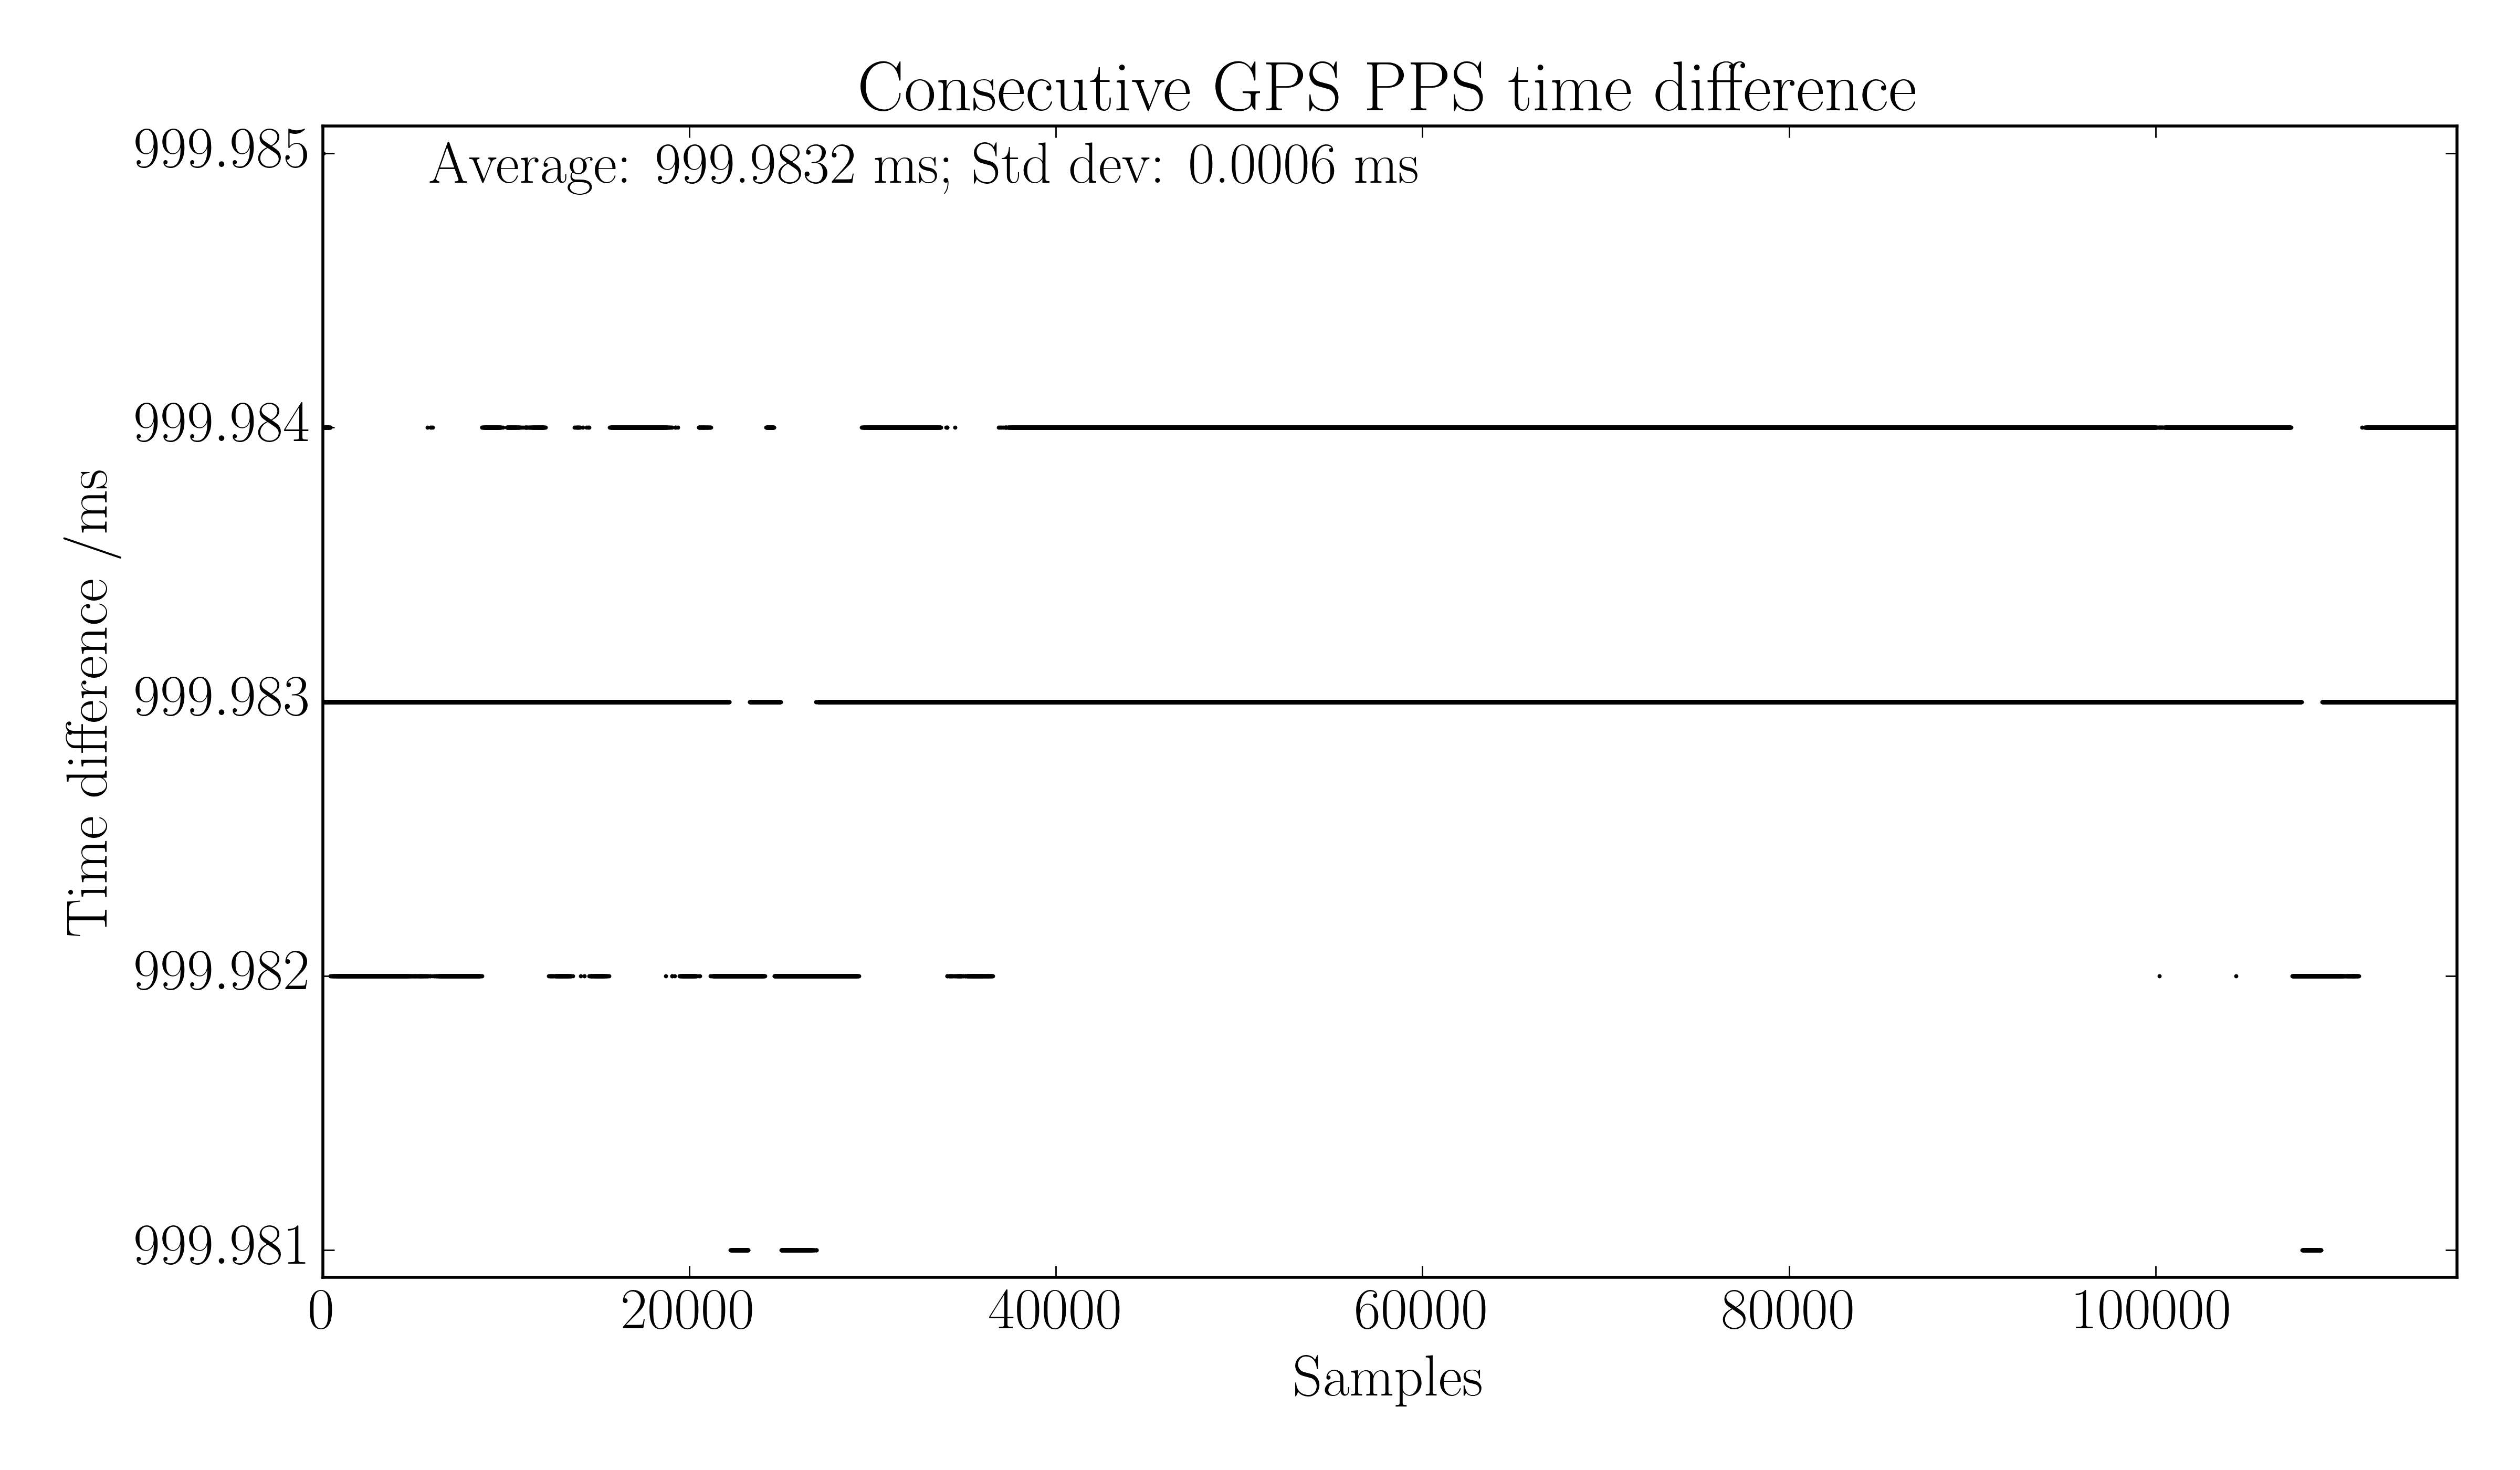 Consecutive GPS PPS time difference
Average: 999.9832 ms; Std dev: 0.0006 ms
Time difference /ms
999.985
999.984
999.983
999.982
999.981
0 20000 40000 60000 80000 100000
Samples